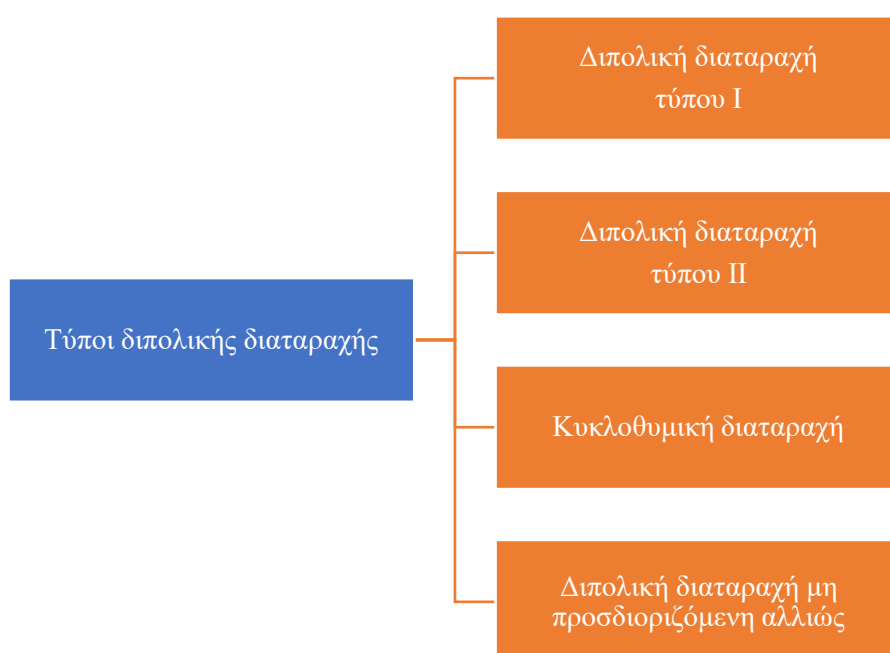 Τύποι διπολικής διαταραχής
Διπολική διαταραχή
τύπου Ι
Διπολική διαταραχή
τύπου ΙΙ
Κυκλοθυμική διαταραχή
Διπολική διαταραχή μη
προσδιοριζόμενη αλλιώς